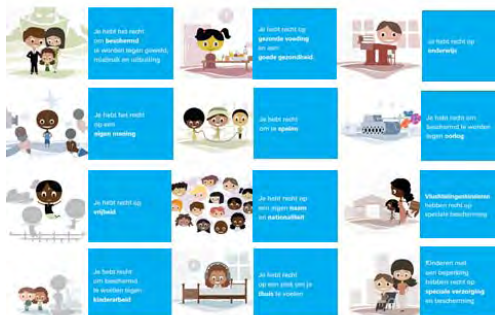 Je hebt het recht
om beschermd
te worden tegen geweld,
misbruik en uitbuiting
Je hebt recht op
gezonde voeding
en een
goede gezondheid.
Je hebt recht op
onderwijs
Je hebt het recht
op een
eigen mening
Je hebt recht
om te spelen
Je hebt recht om
beschermd te worden
tegen oorlog
Je hebt recht op
vrijheid
Je hebt recht op
een eigen naam
en nationaliteit
Vluchtelingenkinderen
hebben recht op
speciale bescherming
Je hebt recht
om beschermd
te worden tegen
kinderarbeid
Je hebt recht
op een plek om je
thuis te voelen
Kinderen met
een beperking
hebben recht op
speciale verzorging
en bescherming